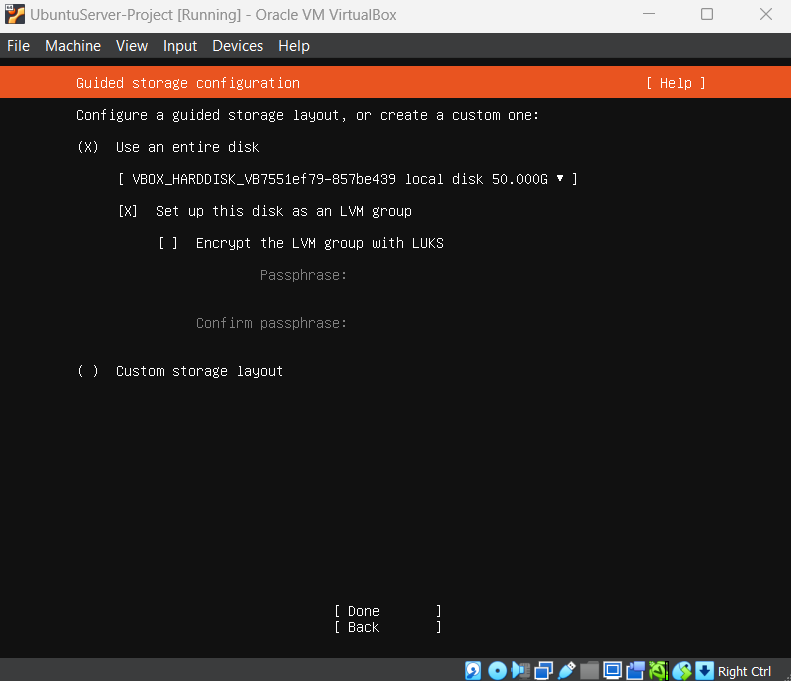 UbuntuServer-Project [Running] - Oracle VM VirtualBox
File Machine View Input Devices Help
Guided storage configuration [ Help ]
Configure a guided storage layout, or create a custom one:
(X) Use an entire disk
[ VBOX_HARDDISK_VB7551ef79-857be439 local disk 50.000G ▾ ]
[X] Set up this disk as an LVM group
[ ] Encrypt the LVM group with LUKS
Passphrase:
Confirm passphrase:
( ) Custom storage layout
[ Done ]
[ Back ]
Right Ctrl